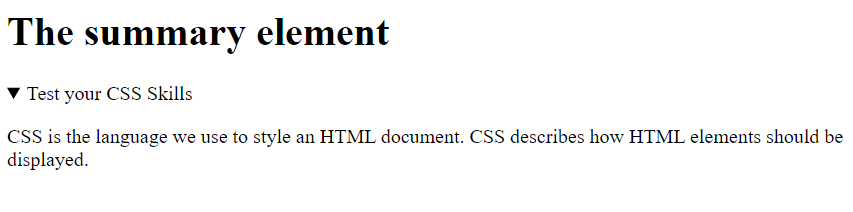 The summary element
▼ Test your CSS Skills
CSS is the language we use to style an HTML document. CSS describes how HTML elements should be
displayed.